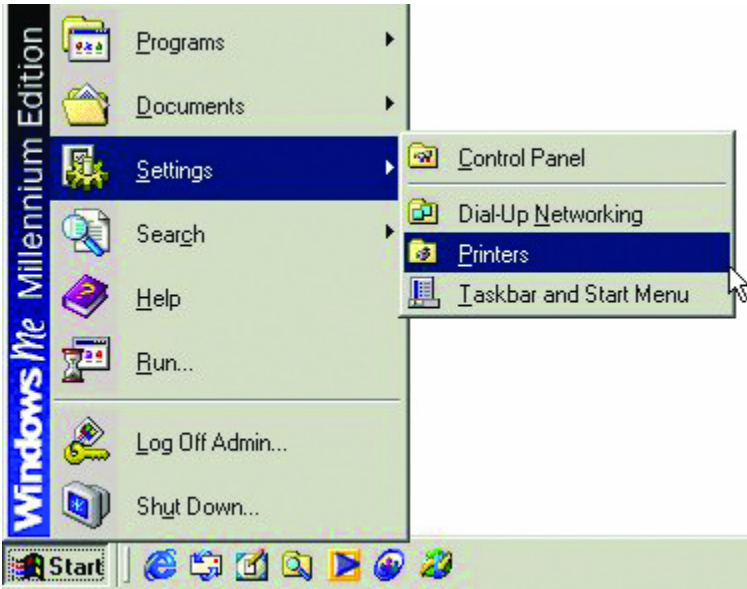 Windows Me Millennium Edition
Programs
Documents
Settings
Search
Help
Run...
Log Off Admin...
Shut Down...
Control Panel
Dial-Up Networking
Printers
Taskbar and Start Menu
Start